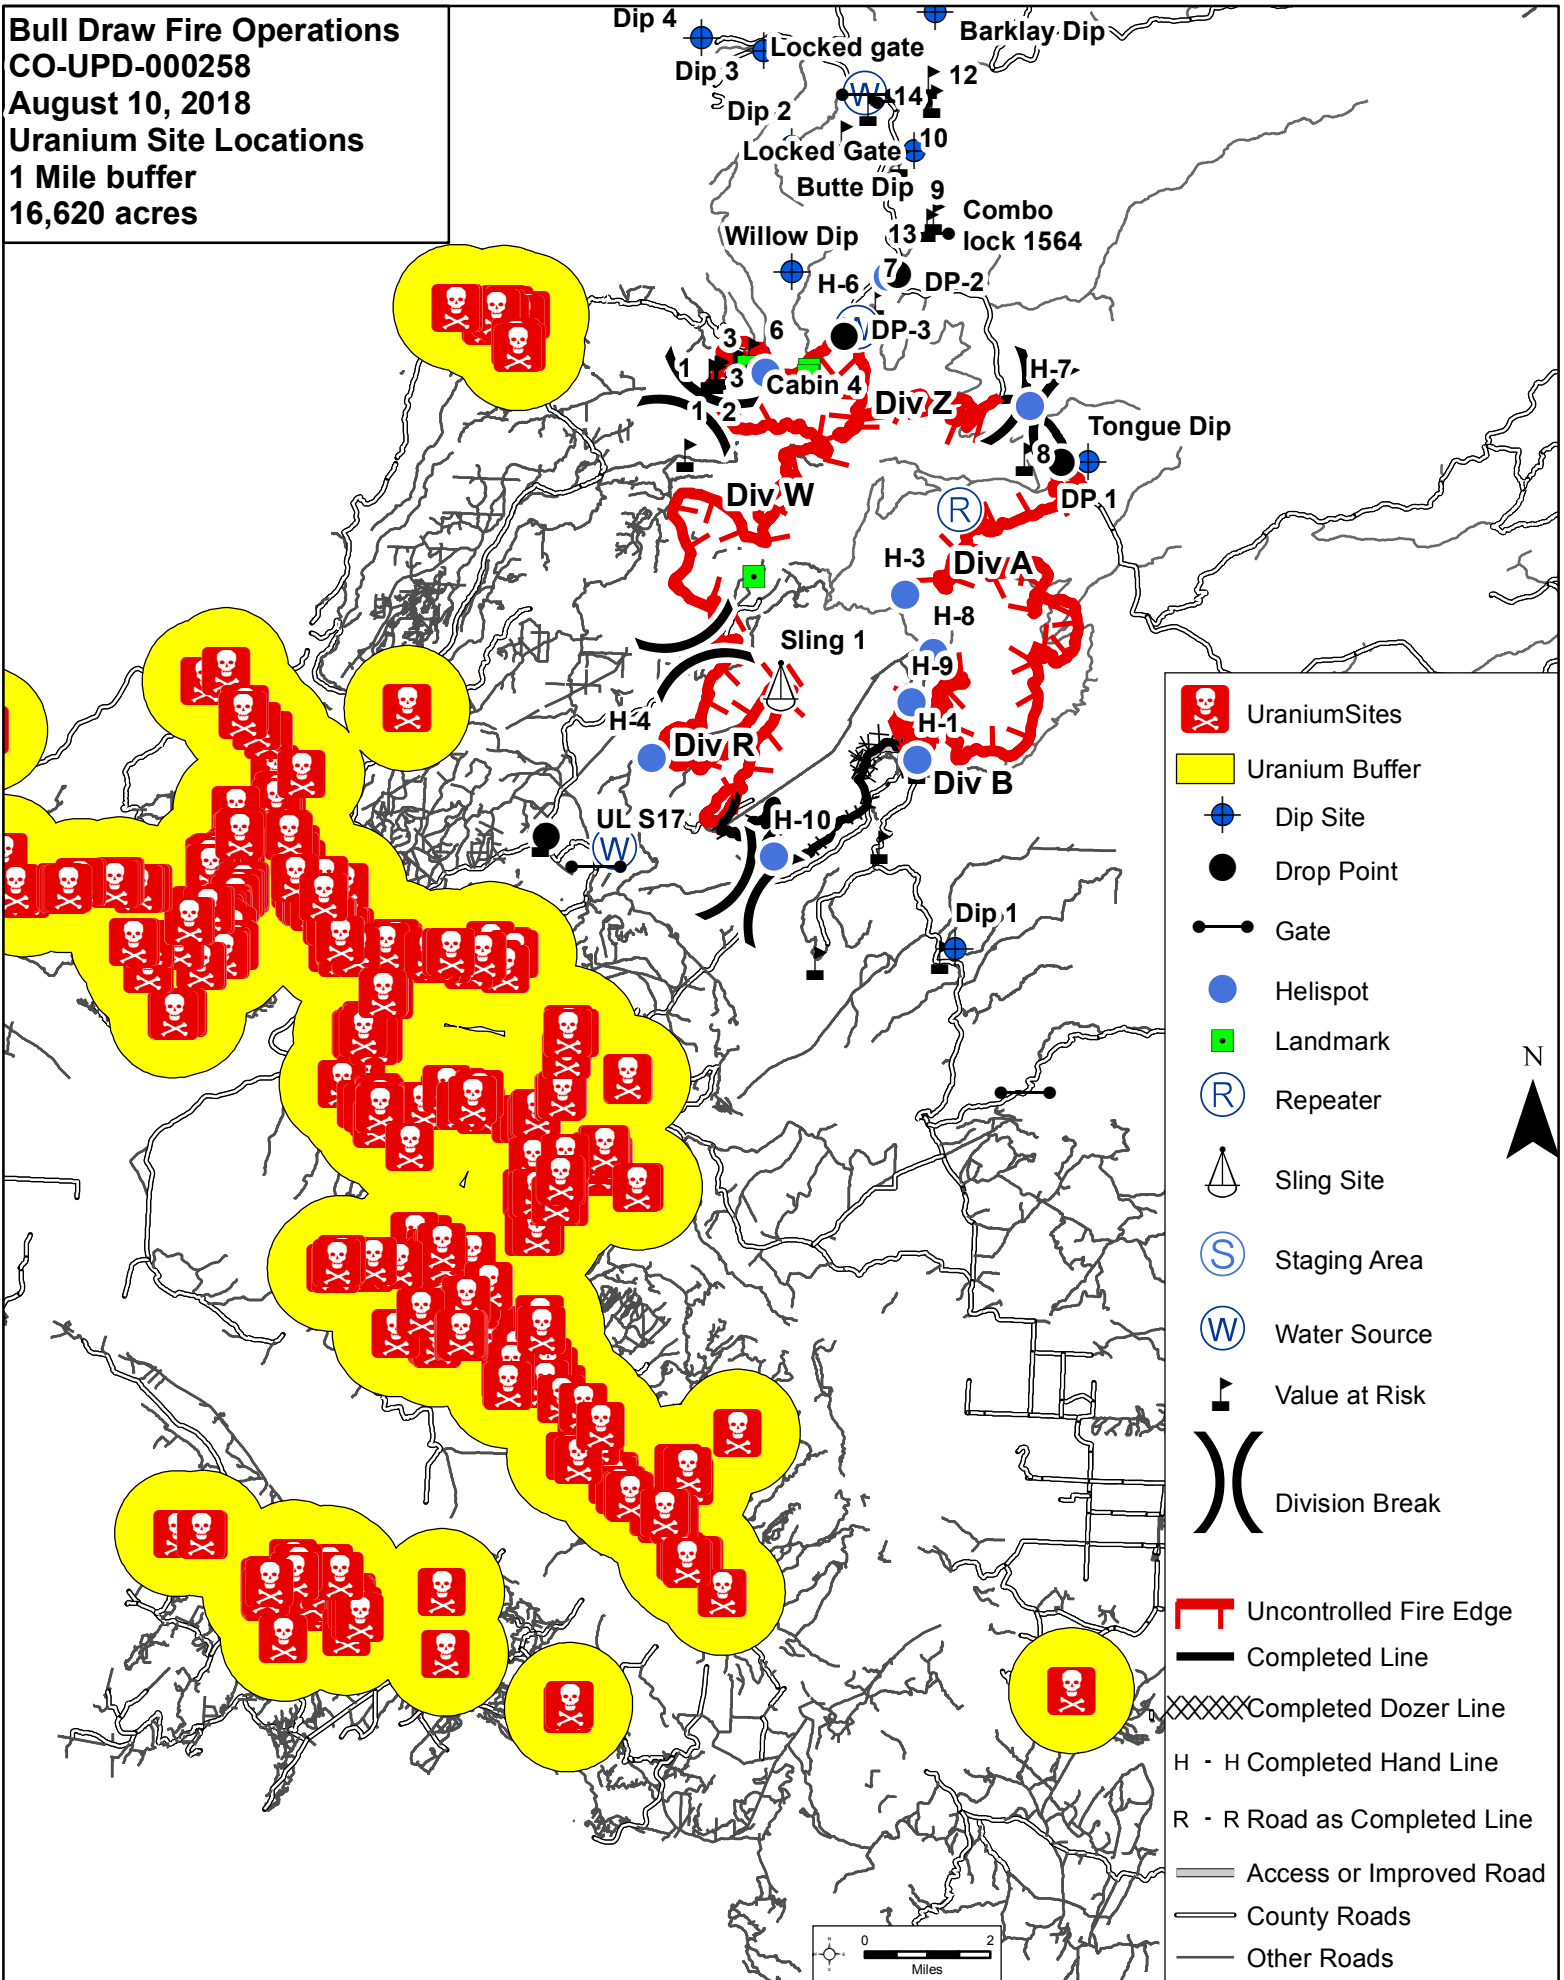 Bull Draw Fire Operations
CO-UPD-000258
August 10, 2018
Uranium Site Locations
1 Mile buffer
16,620 acres
Dip 4
Barklay Dip
Locked gate
Dip 3
12
W
14
Dip 2
10
Locked Gate
Butte Dip
9
Combo
lock 1564
13
Willow Dip
7
H-6
DP-2
DP-3
3
6
1
3
Cabin 4
H-7
1
2
Div Z
Tongue Dip
8
Div W
DP 1
R
H-3
Div A
H-8
Sling 1
H-9
H-4
H-1
Div R
Div B
UL S17
H-10
W
Dip 1
UraniumSites
Uranium Buffer
Dip Site
Drop Point
Gate
Helispot
Landmark
R
Repeater
N
Sling Site
S
Staging Area
W
Water Source
Value at Risk
Division Break
Uncontrolled Fire Edge
Completed Line
Completed Dozer Line
H - H Completed Hand Line
R - R Road as Completed Line
Access or Improved Road
County Roads
Other Roads
0 2
Miles